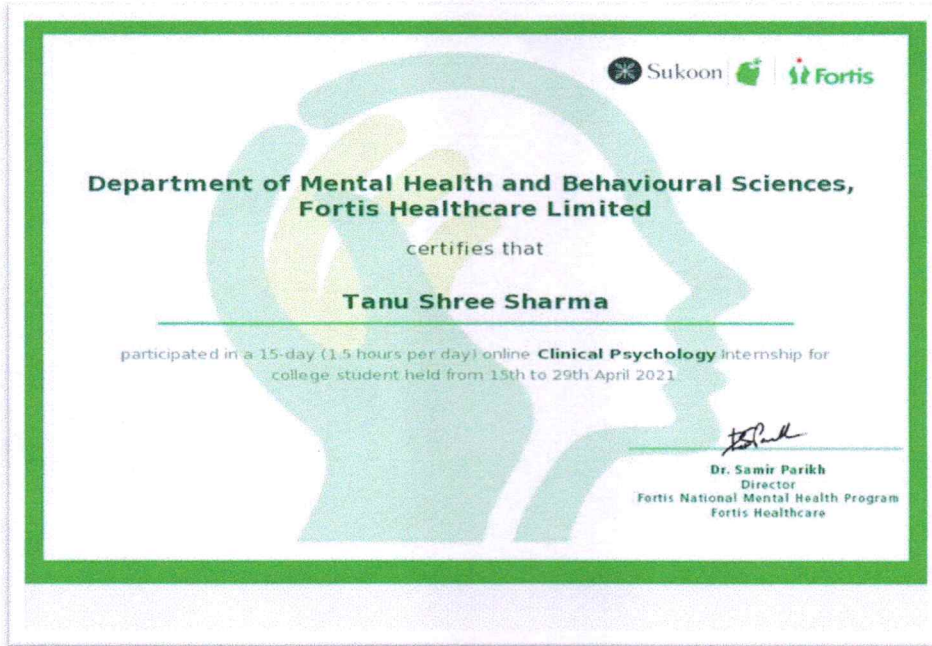 Sukoon Fortis
Department of Mental Health and Behavioural Sciences,
Fortis Healthcare Limited
certifies that
Tanu Shree Sharma
participated in a 15-day (1.5 hours per day) online Clinical Psychology Internship for
college student held from 15th to 29th April 2021
Dr. Samir Parikh
Director
Fortis National Mental Health Program
Fortis Healthcare